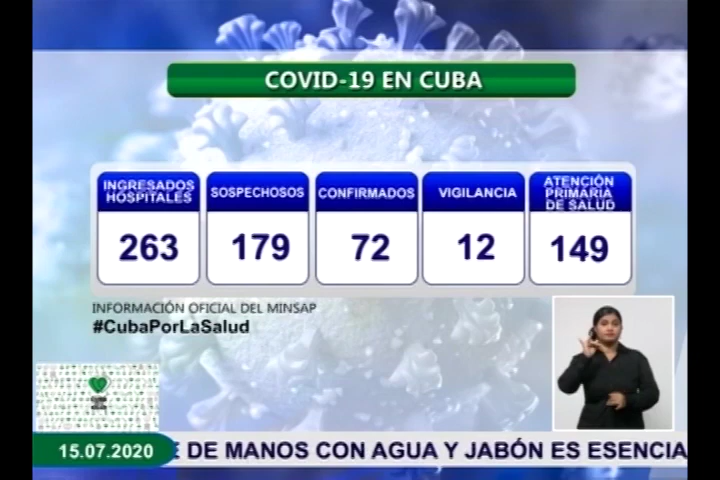 COVID-19 EN CUBA
INGRESADOS
HOSPITALES
263
SOSPECHOSOS
179
CONFIRMADOS
72
VIGILANCIA
12
ATENCIÓN
PRIMARIA
DE SALUD
149
INFORMACIÓN OFICIAL DEL MINSAP
#CubaPorLaSalud
15.07.2020
E DE MANOS CON AGUA Y JABÓN ES ESENCIA